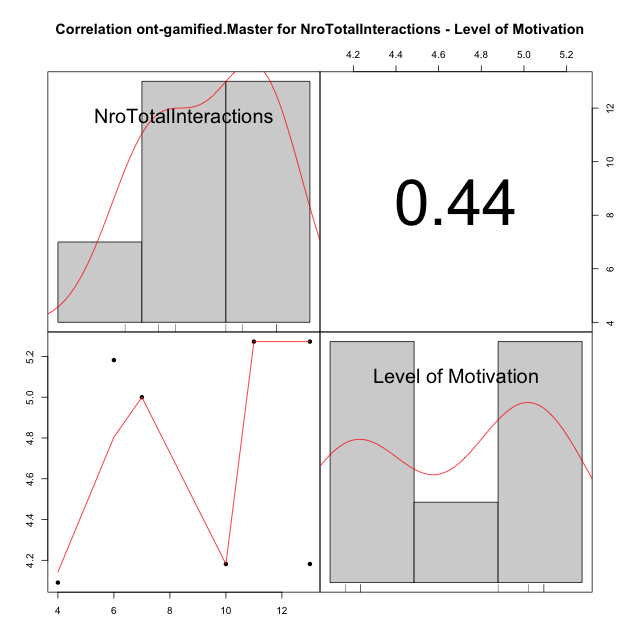 Correlation ont-gamified.Master for NroTotalInteractions - Level of Motivation
4.2 4.4 4.6 4.8 5.0 5.2
NroTotalInteractions
0.44
12
10
8
6
4
5.2
5.0
4.8
4.6
4.4
4.2
Level of Motivation
4 6 8 10 12